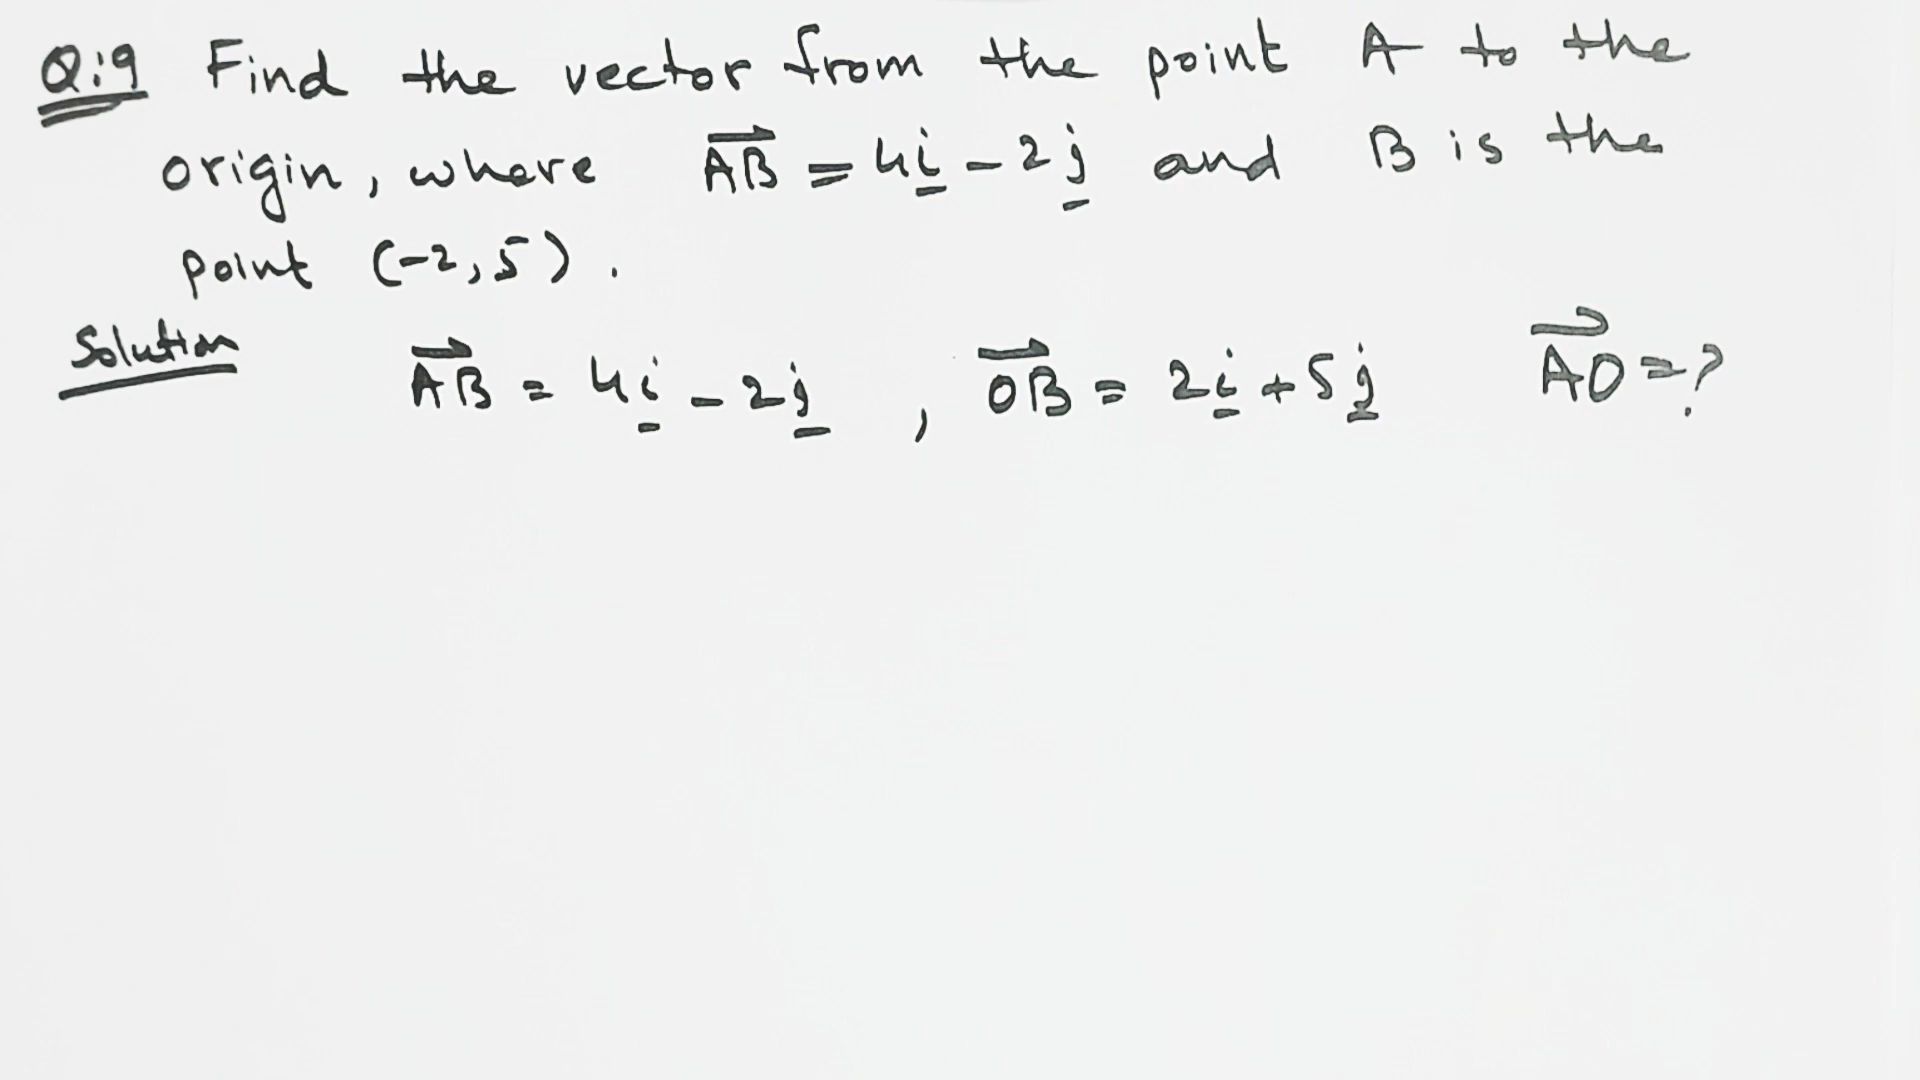 Q:9 Find the vector from the point A to the
origin, where AB = 4i - 2j and B is the
point (-2,5).
Solution AB = 4i - 2j , OB = 2i + 5j AO = ?